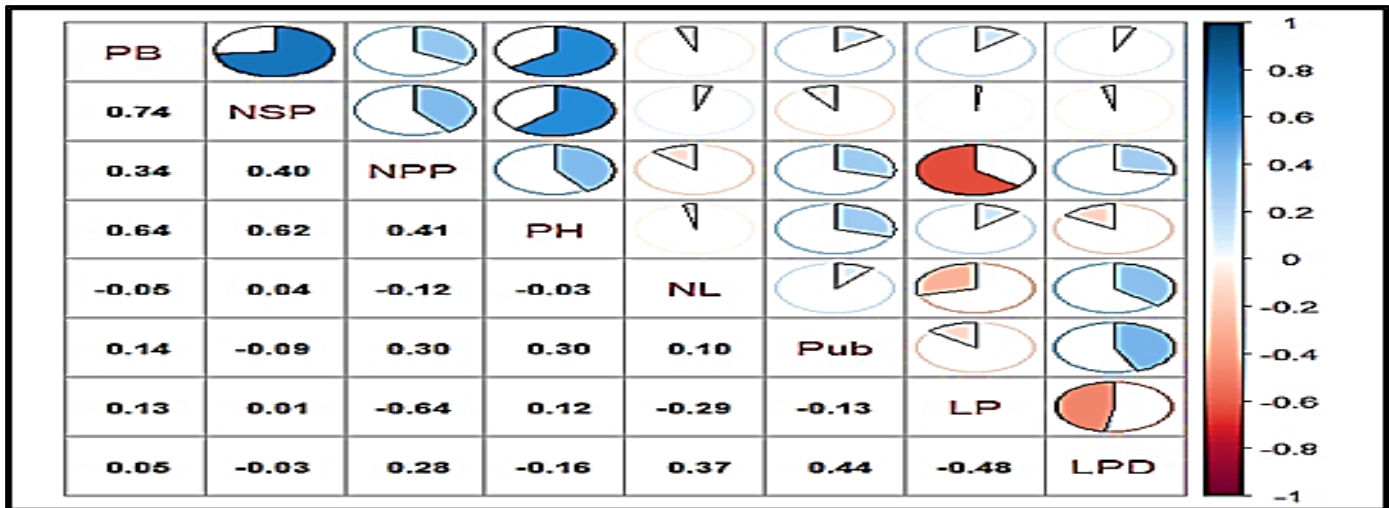 PB 1
0.74 NSP 0.8
0.6
0.34 0.40 NPP 0.4
0.64 0.62 0.41 PH 0.2
0
-0.05 0.04 -0.12 -0.03 NL -0.2
0.14 -0.09 0.30 0.30 0.10 Pub -0.4
0.13 0.01 -0.64 0.12 -0.29 -0.13 LP -0.6
-0.8
0.05 -0.03 0.28 -0.16 0.37 0.44 -0.48 LPD
-1